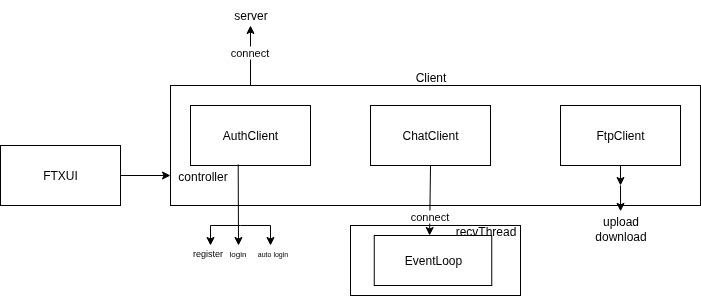 server
connect
Client
AuthClient
ChatClient
FtpClient
FTXUI
controller
connect
upload
download
recvThread
register
login
auto login
EventLoop